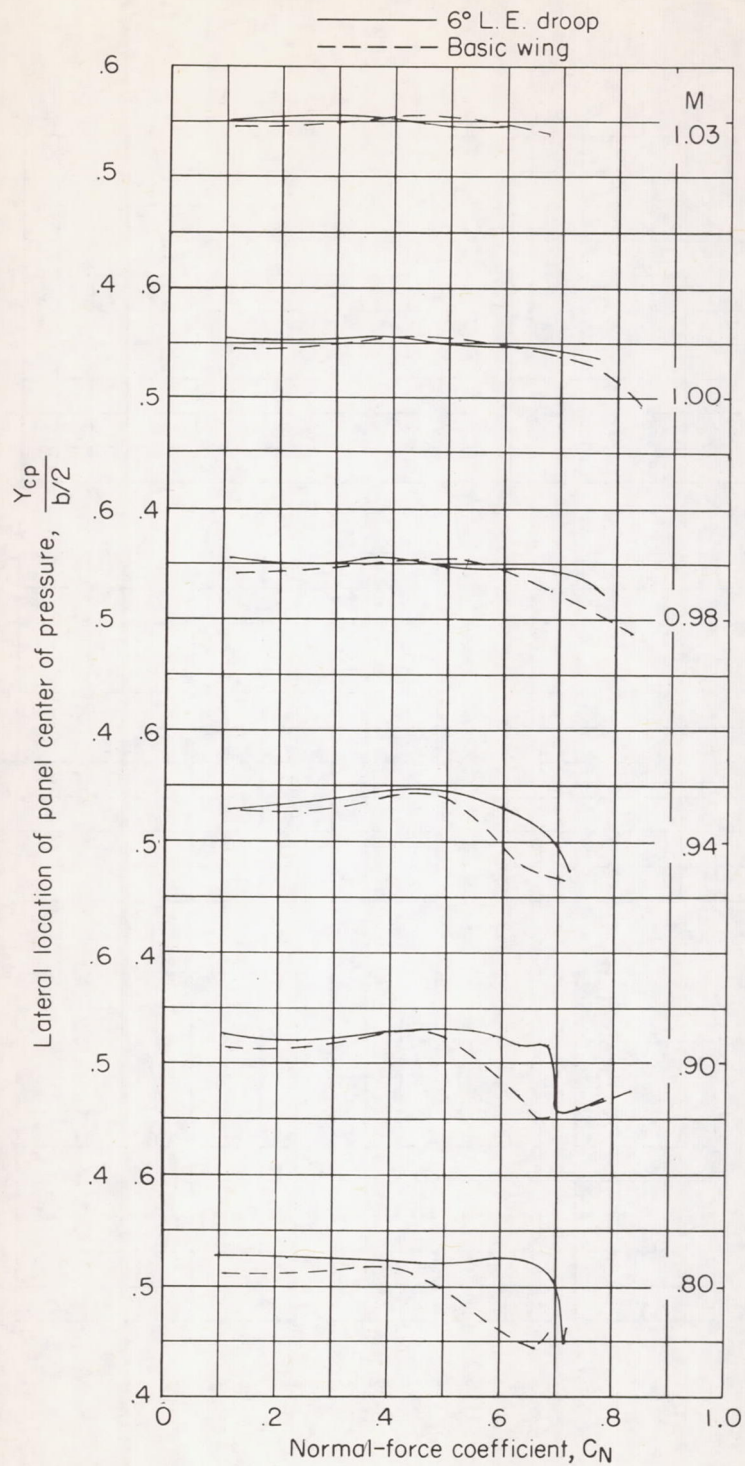 6° L. E. droop
Basic wing
.6
M
1.03
.5
.4 .6
.5 1.00
.6 .4
.5 0.98
.4 .6
.5 .94
.6 .4
.5 .90
.4 .6
.5 .80
.4
0 .2 .4 .6 .8 1.0
Normal-force coefficient, CN
Lateral location of panel center of pressure, Ycp
b/2